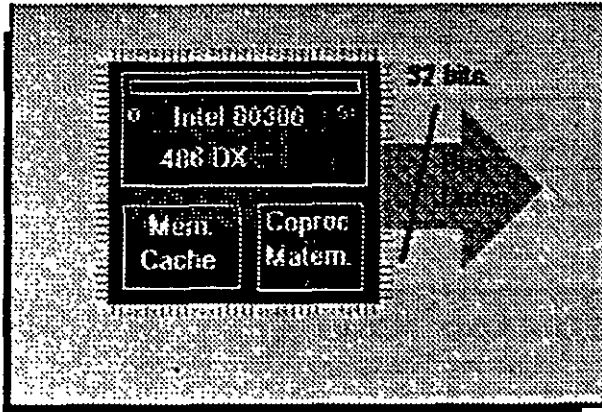 32 bits
Intel 80386
486 DX
Mem.
Cache
Coproc
Matem.